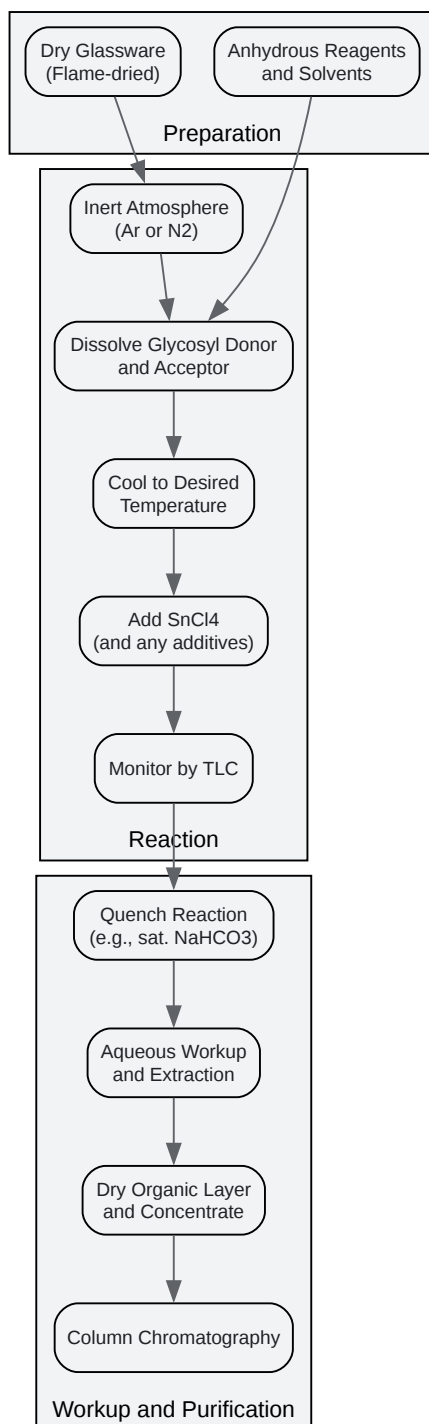 Dry Glassware
(Flame-dried)
Anhydrous Reagents
and Solvents
Preparation
Inert Atmosphere
(Ar or N2)
Dissolve Glycosyl Donor
and Acceptor
Cool to Desired
Temperature
Add SnCl4
(and any additives)
Monitor by TLC
Reaction
Quench Reaction
(e.g., sat. NaHCO3)
Aqueous Workup
and Extraction
Dry Organic Layer
and Concentrate
Column Chromatography
Workup and Purification